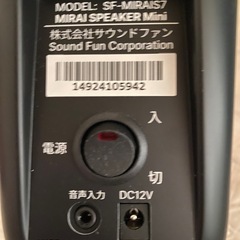 MODEL: SF-MIRAIS7
MIRAI SPEAKER Mini
株式会社サウンドファン
Sound Fun Corporation
14924105942
入
電源
切
音声入力 DC12V